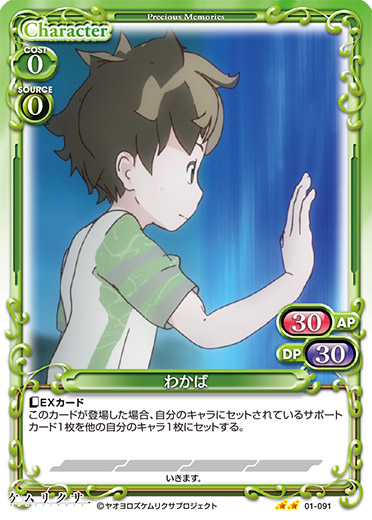 Precious Memories
Character
COST
0
SOURCE
0
30 AP
DP 30
わかば
EXカード
このカードが登場した場合、自分のキャラにセットされているサポート
カード1枚を他の自分のキャラ1枚にセットする。
いきます。
ケムリクサ
©ヤオヨロズケムリクサプロジェクト
01-091